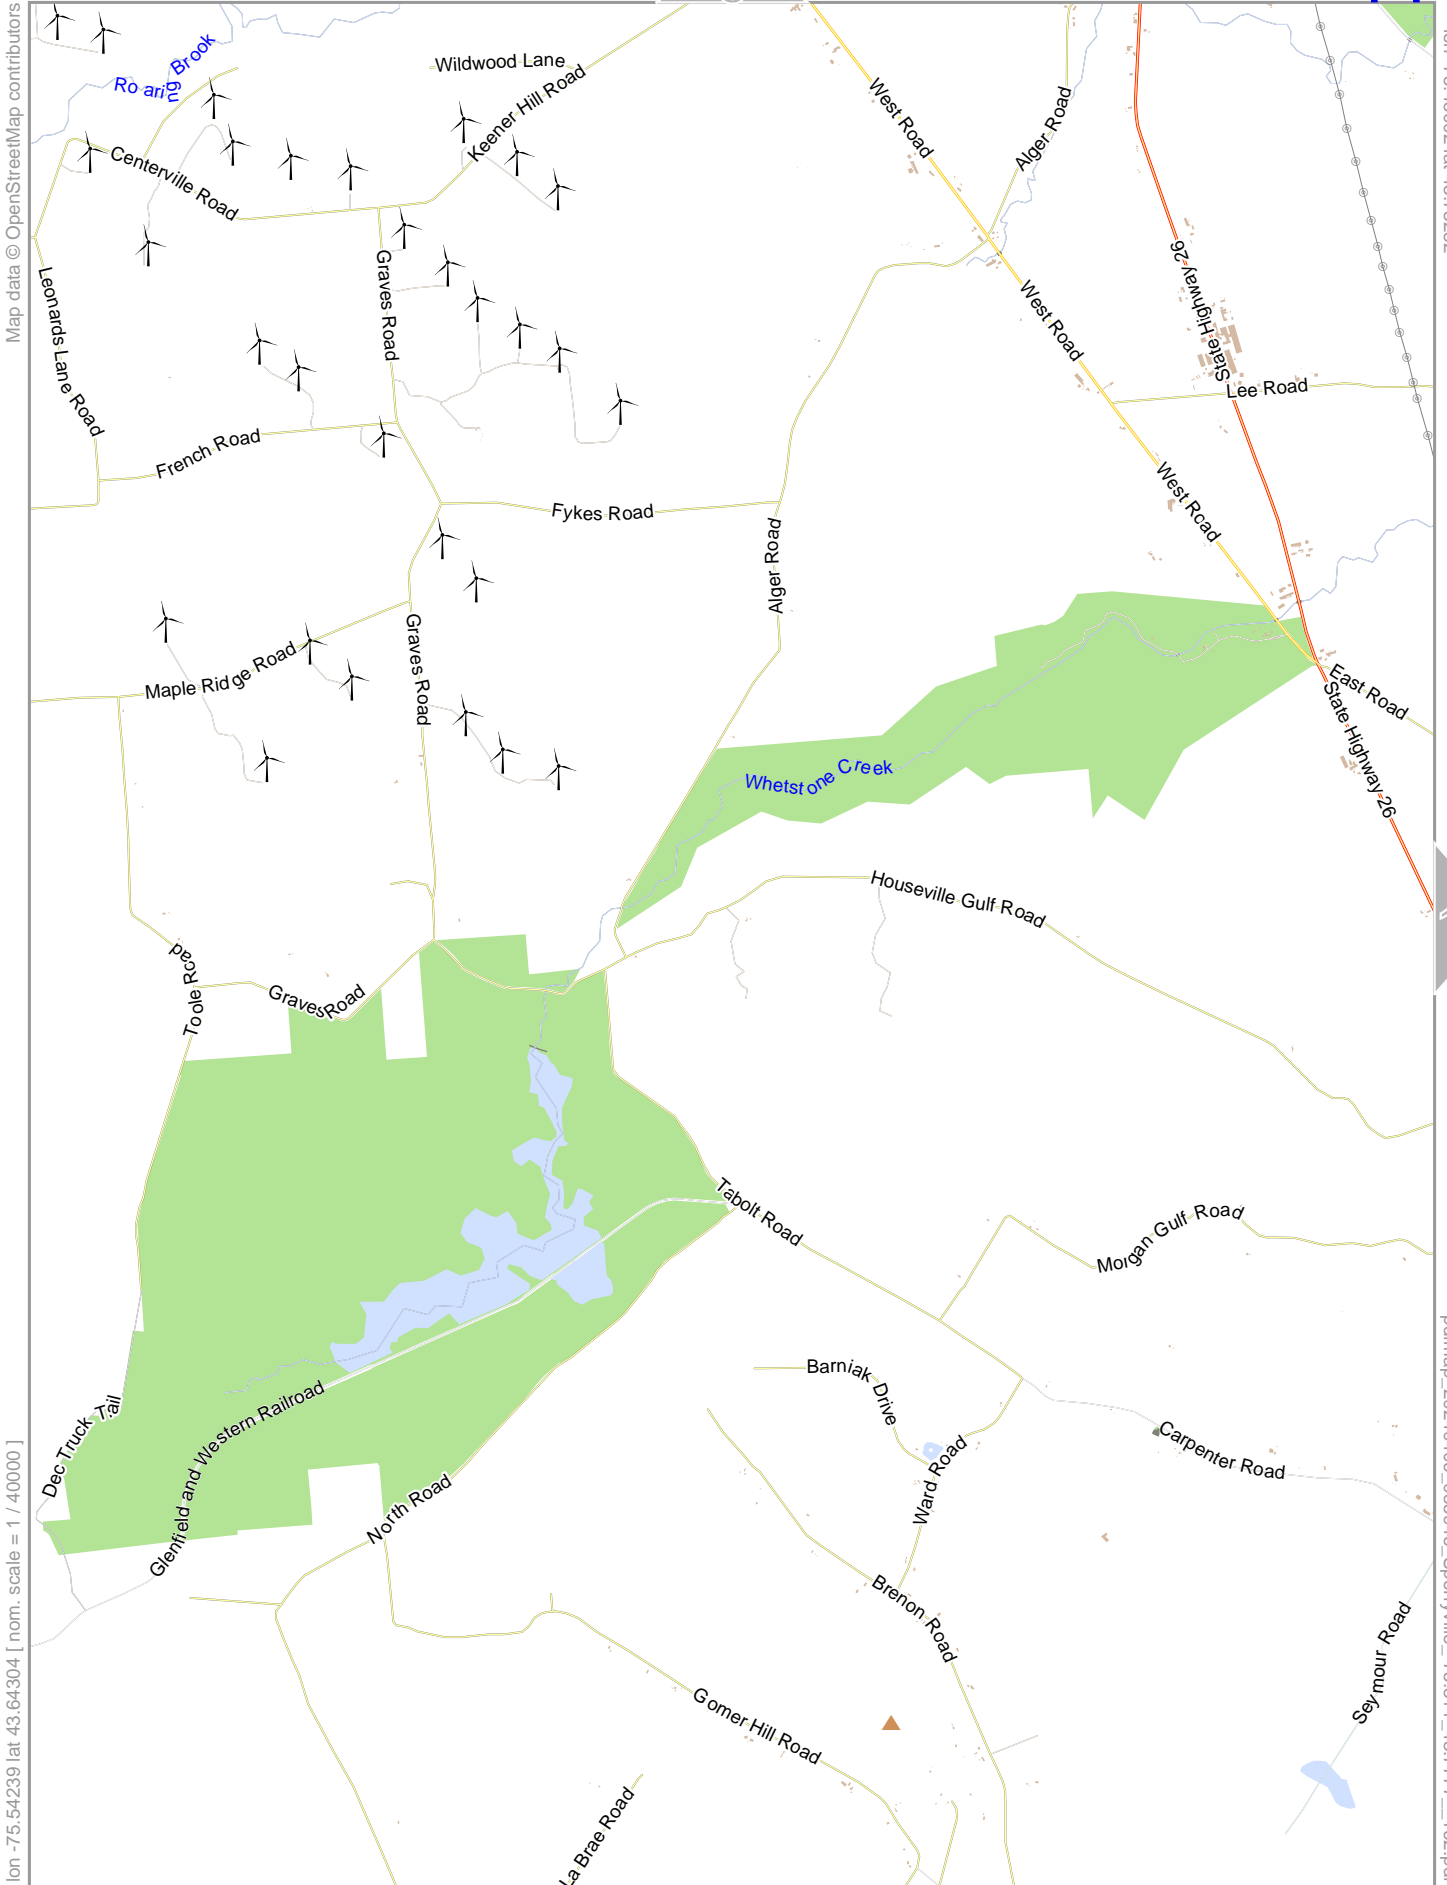 Map data © OpenStreetMap contributors
lon -75.54239 lat 43.64304 [ nom. scale = 1 / 40000 ]
Roaring Brook
Wildwood Lane
Keener Hill Road
Centerville Road
West Road
Alger Road
Leonards Lane Road
Graves Road
State Highway 26
West Road
Lee Road
French Road
West Road
Fykes Road
Alger Road
Maple Ridge Road
Graves Road
East Road
State Highway 26
Whetstone Creek
Houseville Gulf Road
Toole Road
Graves Road
Tabolt Road
Morgan Gulf Road
Barniak Drive
Dec Truck Trail
Glenfield and Western Railroad
Carpenter Road
Ward Road
North Road
Brenon Road
Seymour Road
Gomer Hill Road
La Brae Road